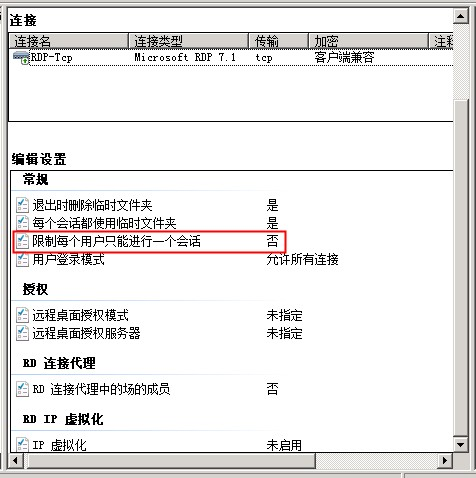 连接
连接名 连接类型 传输 加密
RDP-Tcp Microsoft RDP 7.1 tcp 客户端兼容
编辑设置
常规
退出时删除临时文件夹 是
每个会话都使用临时文件夹 是
限制每个用户只能进行一个会话 否
用户登录模式 允许所有连接
授权
远程桌面授权模式 未指定
远程桌面授权服务器 未指定
RD 连接代理
RD 连接代理中的场的成员 否
RD IP 虚拟化
IP 虚拟化 未启用